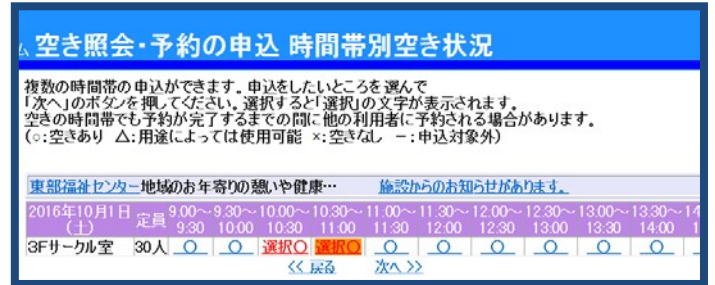 空き照会・予約の申込 時間帯別空き状況
複数の時間帯の申込ができます。申込をしたいところを選んで
「次へ」のボタンを押してください。選択すると「選択」の文字が表示されます。
空きの時間帯でも予約が完了するまでの間に他の利用者に予約される場合があります。
(○:空きあり △:用途によっては使用可能 ×:空きなし −:申込対象外)
東部福祉センター−地域のお年寄りの憩いや健康… 施設からのお知らせがあります。
2016年10月1日(土) 定員 9:00～9:30 9:30～10:00 10:00～10:30 10:30～11:00 11:00～11:30 11:30～12:00 12:00～12:30 12:30～13:00 13:00～13:30 13:30～14:00
3Fサークル室 30人 ○ ○ 選択○ 選択○ ○ ○ ○ ○ ○ ○
<< 戻る 次へ >>